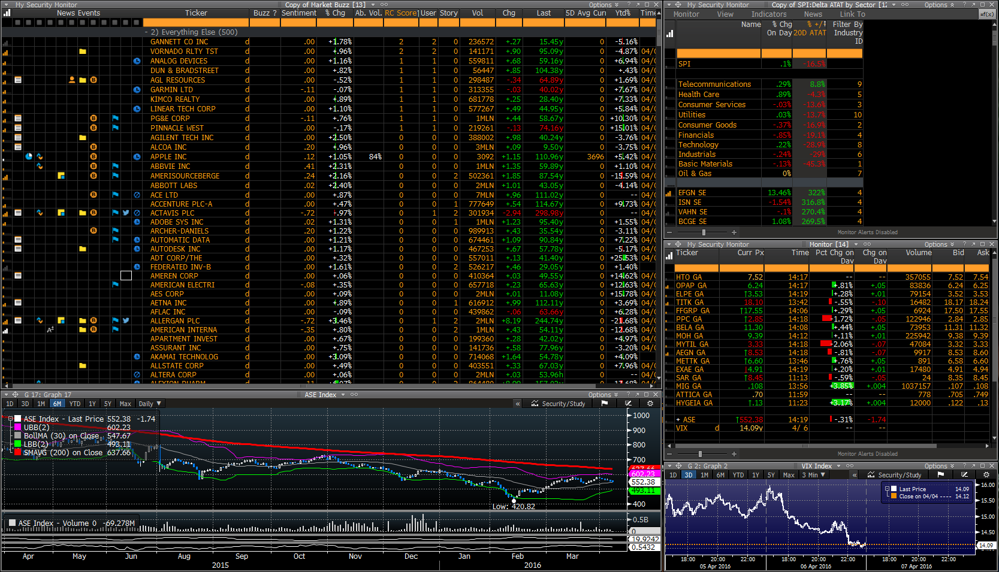 My Security Monitor Copy of Market Buzz [13] Options
News Events Ticker Buzz ? Sentiment % Chg Ab. Vol. RC Score User Story Vol Chg Last 5D Avg Curr Ytd% Time
- 2) Everything Else (500)
GANNETT CO INC d .00 +1.78% 2 2 0 236572 +.27 15.45y 0 -5.16%
VORNADO RLTY TST d .00 +.96% 2 2 0 141171 +.90 95.09y 0 -4.87% 04/
ANALOG DEVICES d .00 +1.16% 1 1 0 559811 +.68 59.16y 0 +6.94% 04/
DUN & BRADSTREET d .00 +.82% 1 1 0 56447 +.85 104.38y 0 +.43% 04/
AGL RESOURCES d .00 -.52% 1 1 0 298487 -.34 64.89y 0 +1.69% 04/
GARMIN LTD d -.11 -.07% 1 1 0 313355 -.03 40.02y 0 +7.67% 04/
KIMCO REALTY d .00 +.89% 1 1 0 681778 +.25 28.40y 0 +7.33% 04/
LINEAR TECH CORP d .00 +1.10% 1 1 0 577267 +.49 44.95y 0 +5.84% 04/
PG&E CORP d -.11 +.76% 1 1 0 1MLN +.44 58.67y 0 +10.30% 04/
PINNACLE WEST d .00 -.17% 1 1 0 219261 -.13 74.16y 0 +15.01% 04/
AGILENT TECH INC d .00 +2.50% 0 0 0 388002 +.98 40.24y 0 -3.76% 04/
ALCOA INC d .20 +.96% 0 0 0 3MLN +.09 9.50y 0 -3.75% 04/
APPLE INC d .12 +1.05% 84% 0 0 0 3092 +1.15 110.96y 3696 +5.42% 04/
ABBVIE INC d .41 +2.31% 0 0 0 1MLN +1.35 59.89y 0 +1.10% 04/
AMERISOURCEBERGE d .24 +2.16% 0 0 2 502361 +1.85 87.54y 0 -15.59% 04/
ABBOTT LABS d .02 +2.40% 0 0 0 2MLN +1.01 43.05y 0 -4.14% 04/
ACE LTD d .00 +.87% 0 0 0 7MLN +.96 111.02y 0 --
ACCENTURE PLC-A d .00 +.47% 0 0 1 777649 +.54 114.67y 0 +9.73% 04/
ACTAVIS PLC d -.72 -.97% 0 1 2 301934 -2.94 298.98y 0 -- 04/
ADOBE SYS INC d .02 +1.31% 0 0 1 1MLN +1.23 95.40y 0 +1.55% 04/
ARCHER-DANIELS d .20 +1.22% 0 0 0 989913 +.43 35.54y 0 -3.11% 04/
AUTOMATIC DATA d .00 +1.21% 0 0 0 674461 +1.09 90.84y 0 +7.22% 04/
AUTODESK INC d .00 +1.17% 0 0 0 467253 +.67 57.78y 0 -5.17% 04/
ADT CORP/THE d .00 +.32% 0 0 0 557011 +.13 41.40y 0 +25.53% 04/
FEDERATED INV-B d .00 +1.61% 0 0 2 526217 +.46 29.05y 0 +1.40%
AMEREN CORP d .00 +.06% 0 0 0 410364 +.03 49.55y 0 +14.62% 04/
AMERICAN ELECTRI d -.08 +.35% 0 0 0 657718 +.23 65.63y 0 +12.63% 04/
AES CORP d .00 +.09% 0 0 0 2MLN +.01 11.08y 0 +15.78% 04/
AETNA INC d .00 +.89% 0 0 1 616912 +.99 112.11y 0 +3.69% 04/
AFLAC INC d .00 -.09% 0 0 0 439862 -.06 63.66y 0 +6.28% 04/
ALLERGAN PLC d -.72 +3.46% 0 1 2 2MLN +8.19 244.74y 0 -21.68% 04/
AMERICAN INTERNA d -.35 +.80% 0 0 2 1MLN +.43 54.11y 0 -12.68% 04/
APARTMENT INVEST d .00 +.67% 0 0 0 199360 +.28 42.02y 0 +4.97% 04/
ASSURANT INC d .00 +.75% 0 0 0 141736 +.58 77.96y 0 -3.20% 04/
AKAMAI TECHNOLOG d .00 +3.09% 0 0 0 714068 +1.64 54.78y 0 +4.09%
ALLSTATE CORP d .00 +.49% 0 0 0 403551 +.33 67.03y 0 +7.96% 04/
ALTERA CORP d .00 +.06% 0 0 0 2MLN +.03 53.96h 0 -- 04/
My Security Monitor Copy of SPI:Delta ATAT by Sector [12 Options
Monitor View Indicators News Link To =f(x)
Name % Chg On Day % +/- 20D ATAT Filter By Industry ID
SPI .1% -16.5%
Telecommunications .29% 8.8% 9
Health Care .89% -4.3% 5
Consumer Services -.03% -13.6% 3
Utilities .03% -13.7% 10
Consumer Goods -.37% -16.9% 2
Financials -.85% -19.1% 4
Technology .22% -28.9% 8
Industrials -.24% -29% 6
Basic Materials -.13% -45.3% 1
Oil & Gas 0% 7
EFGN SE 13.46% 322% 4
ISN SE -1.54% 316.8% 4
VAHN SE -.1% 270.4% 4
BCGE SE 1.08% 269.5% 4
Monitor Alerts Disabled
My Security Monitor Monitor [14] Options
Ticker Curr Px Time Pct Chg on Day Chg on Day Volume Bid Ask
HTO GA 7.52 14:17 -- -- 357055 7.52 7.54
OPAP GA 6.24 14:17 +.81% +.05 83836 6.24 6.25
ELPE GA ↑3.53 14:19 +.28% +.01 79154 3.52 3.53
TITK GA 18.10 13:42 -.55% -.10 16482 18.17 18.24
FFGRP GA ↑17.55 14:06 +.29% +.05 6924 17.50 17.55
PPC GA ↑2.85 14:18 -1.72% -.05 122946 2.84 2.85
BELA GA 11.30 14:08 +.44% +.05 73953 11.31 11.32
MOH GA 9.39 14:12 +.11% +.01 225942 9.38 9.39
MYTIL GA 3.33 14:18 -2.06% -.07 47084 3.32 3.33
AEGN GA ↑8.53 14:18 -.81% -.07 9917 8.53 8.60
METTK GA ↑6.60 13:46 +.76% +.05 891 6.58 6.60
EXAE GA ↓4.91 14:19 +.20% +.01 17480 4.91 4.94
SAR GA ↑8.45 11:13 -.59% -.05 24 8.35 8.45
MIG GA .108 13:56 +3.85% +.004 1037157 .107 .108
ATTICA GA .70 11:59 -- -- 778 .705 .749
HYGEIA GA ↑.13 11:23 +3.17% +.004 12000 .122 .13
+ ASE ↑552.38 14:19 -.31% -1.74
VIX d 14.09y 4/ 6 -- --
Monitor Alerts Disabled
G 17: Graph 17 ASE Index Options
1D 3D 1M 6M YTD 1Y 5Y Max Daily ▼ « Security/Study
ASE Index - Last Price 552.38 -1.74
UBB(2) 602.23
BollMA (30) on Close 547.67
LBB(2) 493.11
SMAVG (200) on Close 637.66
1000
900
800
700
637.66
602.23
552.38
493.11
400
Low: 420.82
ASE Index - Volume 0 -69.278M
0.5B
0
19.9242
0.5432
Apr May Jun Aug Sep Oct Nov Dec Jan Feb Mar
2015 2016
G 2: Graph 2 VIX Index Options
1D 3D 1M 6M YTD 1Y 5Y Max 3 Min ▼ « Security/Study
Last Price 14.09
Close on 04/04 ---- 14.12
16.00
15.50
15.00
14.50
14.09
18:00 20:00 22:00 18:00 20:00 22:00 18:00 20:00 22:00
05 Apr 2016 06 Apr 2016 07 Apr 2016